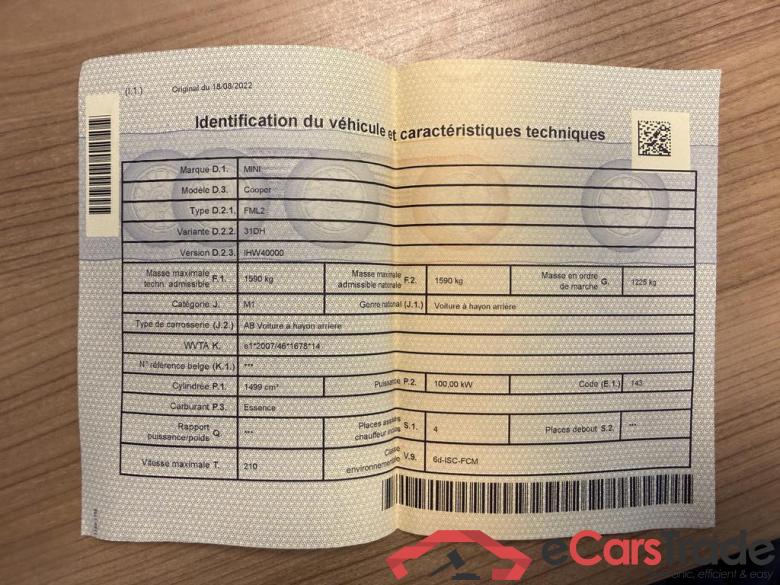 (I.1.) Original du 18/08/2022
Identification du véhicule et caractéristiques techniques
Marque D.1. MINI
Modèle D.3. Cooper
Type D.2.1. FML2
Variante D.2.2. 31DH
Version D.2.3. IHW40000
Masse maximale techn. admissible F.1. 1590 kg Masse maximale admissible nationale F.2. 1590 kg Masse en ordre de marche G. 1225 kg
Catégorie J. M1 Genre national (J.1.) Voiture à hayon arrière
Type de carrosserie (J.2.) AB Voiture à hayon arrière
WVTA K. e1*2007/46*1678*14
N° référence belge (K.1.) ***
Cylindrée P.1. 1499 cm³ Puissance P.2. 100,00 kW Code (E.1.) 143
Carburant P.3. Essence
Rapport puissance/poids Q. *** Places assises chauffeur inclus S.1. 4 Places debout S.2. ***
Vitesse maximale T. 210 Classe environnementale V.9. 6d-ISC-FCM
eCarsTrade
onic, efficient & easy